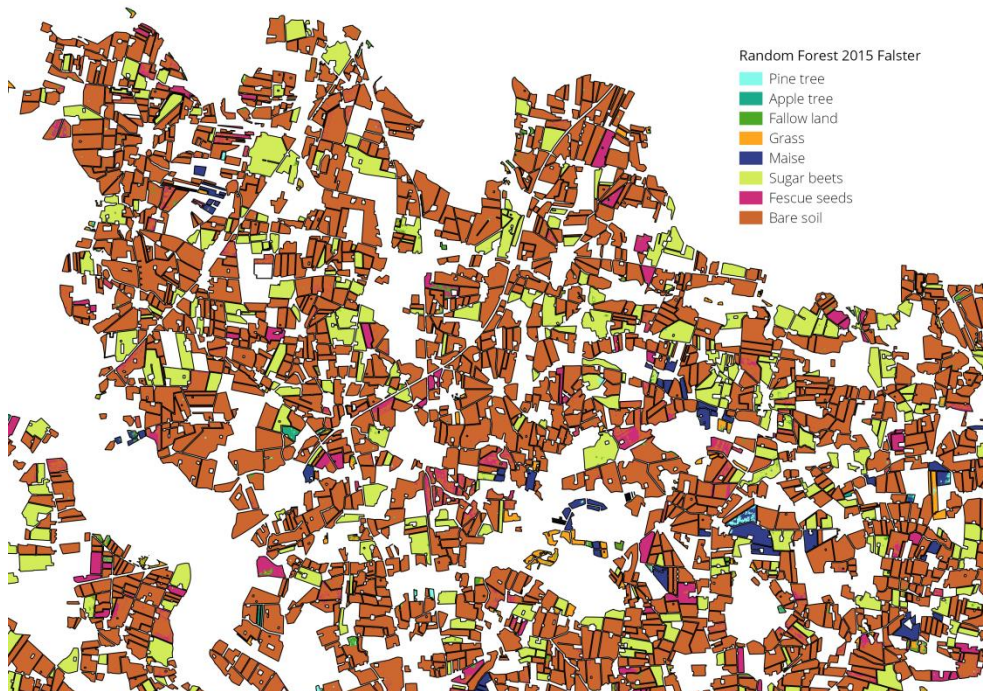 Random Forest 2015 Falster
Pine tree
Apple tree
Fallow land
Grass
Maise
Sugar beets
Fescue seeds
Bare soil